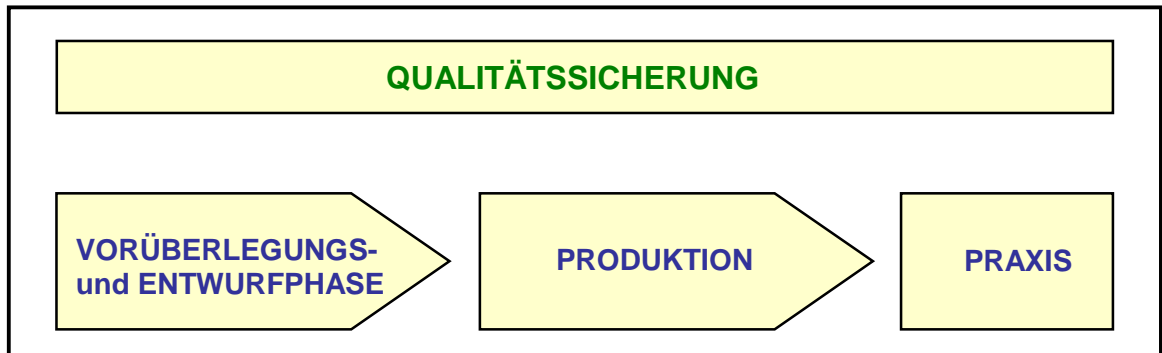 QUALITÄTSSICHERUNG
VORÜBERLEGUNGS-
und ENTWURFPHASE
PRODUKTION
PRAXIS